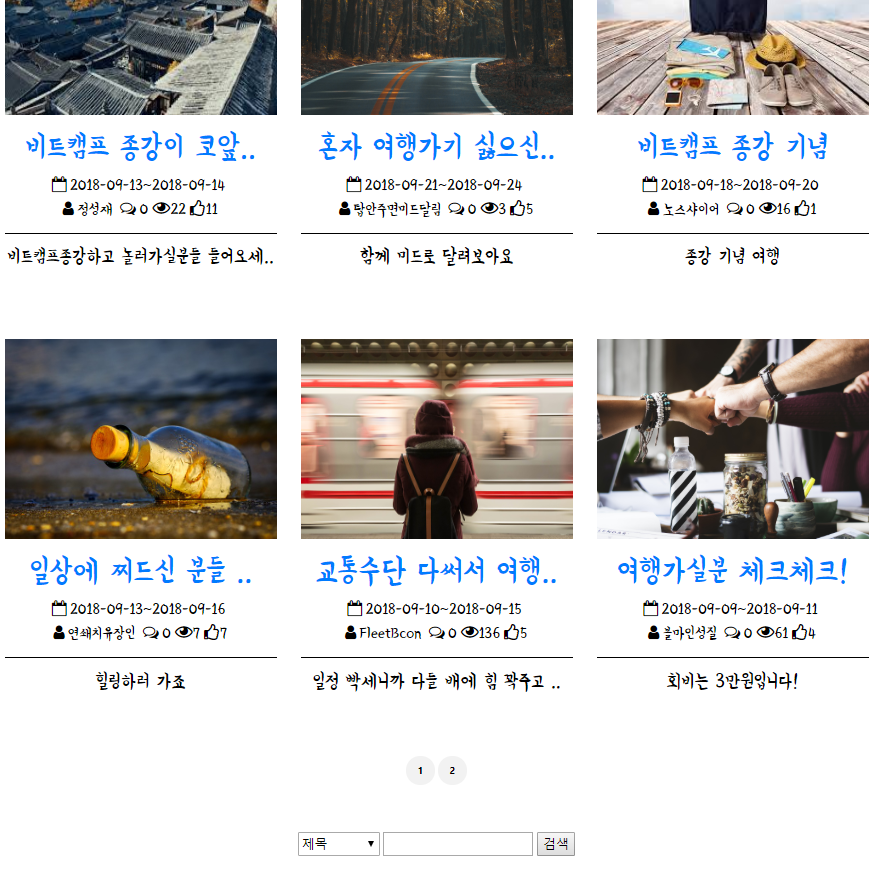 비트캠프 종강이 코앞..
2018-09-13~2018-09-14
정성재 0 22 11
비트캠프종강하고 놀러가실분들 들어오세..
혼자 여행가기 싫으신..
2018-09-21~2018-09-24
탑안주면미드달림 0 3 5
함께 미드로 달려보아요
비트캠프 종강 기념
2018-09-18~2018-09-20
노스샤이어 0 16 1
종강 기념 여행
일상에 찌드신 분들 ..
2018-09-13~2018-09-16
연쇄치유장인 0 7 7
힐링하러 가죠
교통수단 다써서 여행..
2018-09-10~2018-09-15
FleetBcon 0 136 5
일정 빡세니까 다들 배에 힘 꽉주고 ..
여행가실분 체크체크!
2018-09-09~2018-09-11
블마인성질 0 61 4
회비는 3만원입니다!
1 2
제목 검색